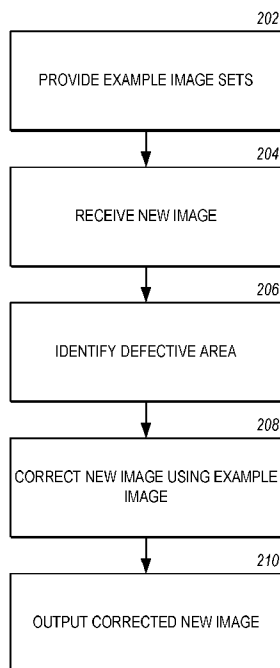 202
PROVIDE EXAMPLE IMAGE SETS
204
RECEIVE NEW IMAGE
206
IDENTIFY DEFECTIVE AREA
208
CORRECT NEW IMAGE USING EXAMPLE
IMAGE
210
OUTPUT CORRECTED NEW IMAGE